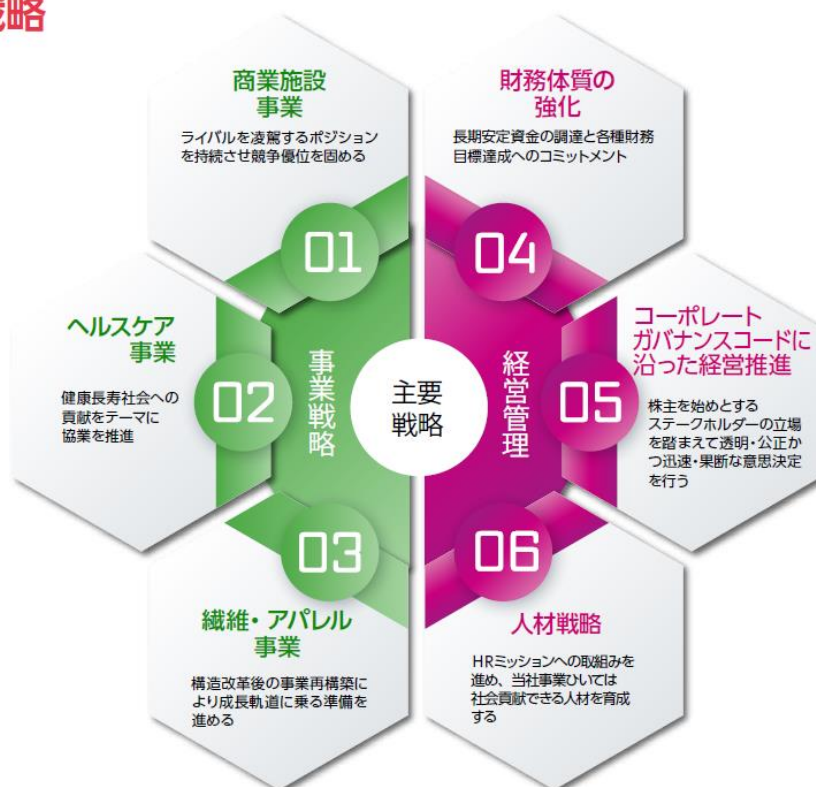 戦略
商業施設
事業
ライバルを凌駕するポジション
を持続させ競争優位を固める
01
ヘルスケア
事業
健康長寿社会への
貢献をテーマに
協業を推進
02
03
繊維・アパレル
事業
構造改革後の事業再構築に
より成長軌道に乗る準備を
進める
事業戦略
主要
戦略
経営管理
財務体質の
強化
長期安定資金の調達と各種財務
目標達成へのコミットメント
04
コーポレート
ガバナンスコードに
沿った経営推進
株主を始めとする
ステークホルダーの立場
を踏まえて透明・公正か
つ迅速・果断な意思決定
を行う
05
06
人材戦略
HRミッションへの取組みを
進め、当社事業ひいては
社会貢献できる人材を育成
する